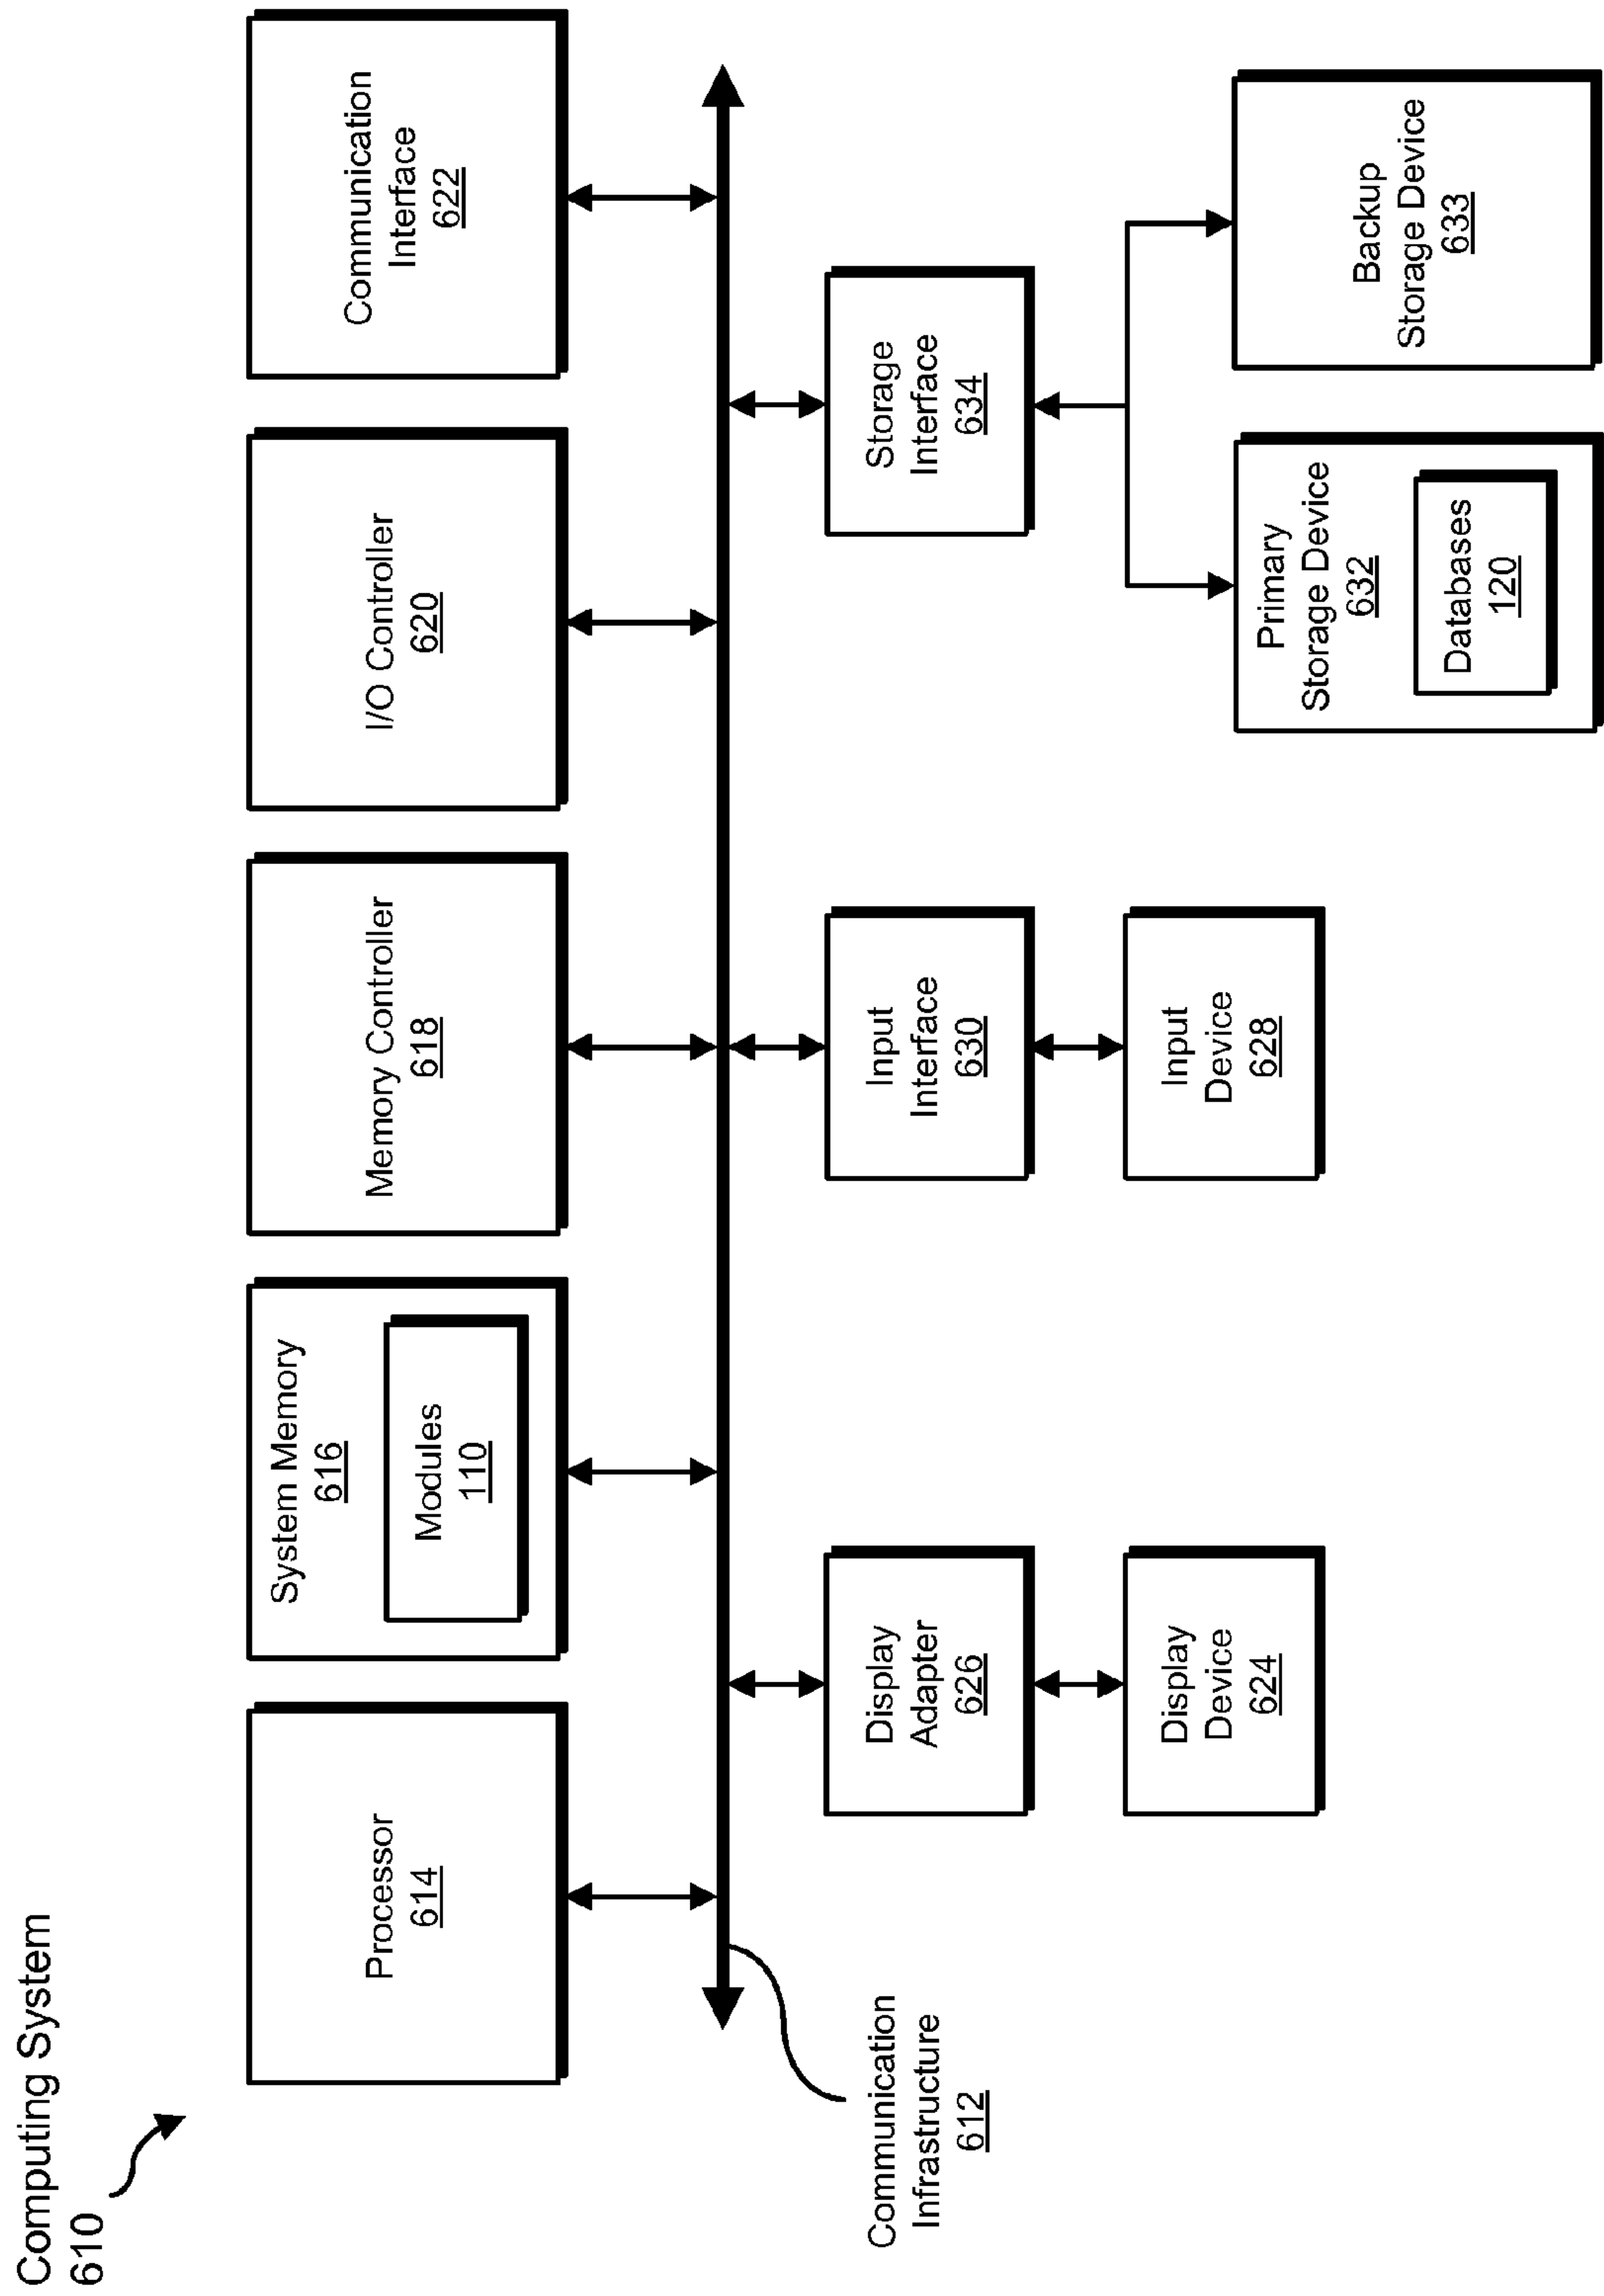 Computing System
610
Processor
614
System Memory
616
Modules
110
Memory Controller
618
I/O Controller
620
Communication
Interface
622
Communication
Infrastructure
612
Display
Adapter
626
Input
Interface
630
Storage
Interface
634
Display
Device
624
Input
Device
628
Primary
Storage Device
632
Databases
120
Backup
Storage Device
633